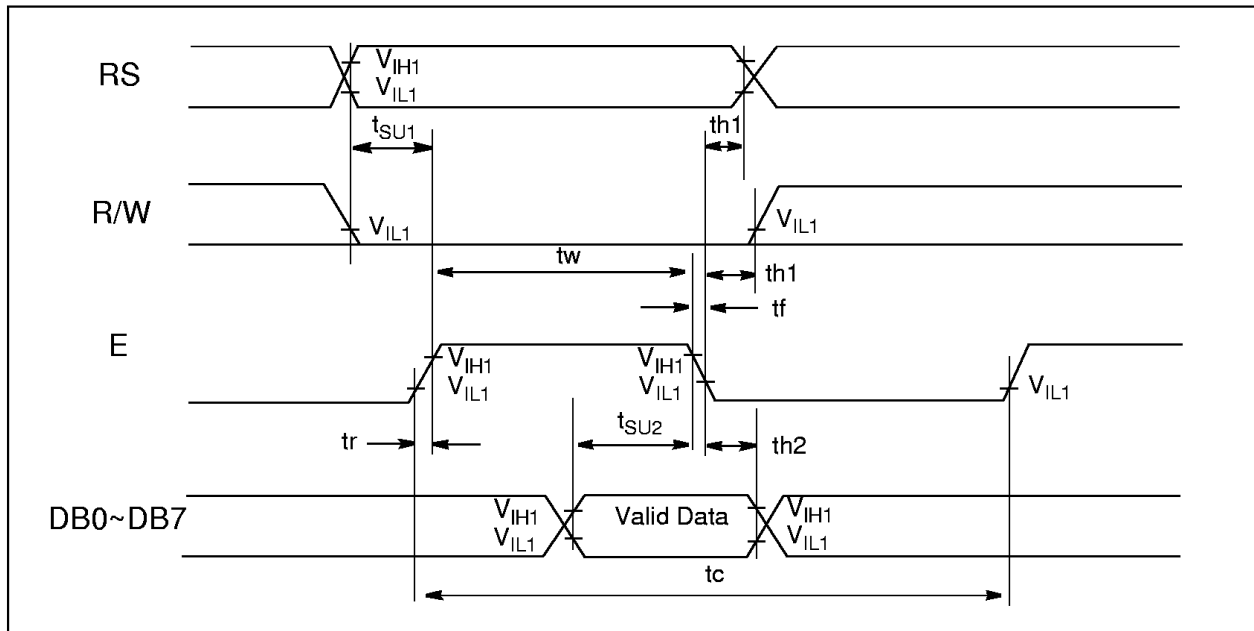 RS
V_IH1
V_IL1
t_SU1
th1
R/W
V_IL1
V_IL1
tw
th1
tf
E
V_IH1
V_IL1
V_IH1
V_IL1
V_IL1
tr
t_SU2
th2
DB0~DB7
V_IH1
V_IL1
Valid Data
V_IH1
V_IL1
tc